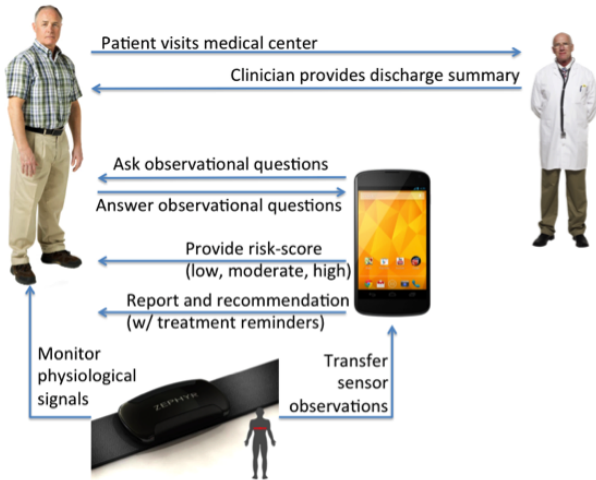 Patient visits medical center
Clinician provides discharge summary
Ask observational questions
Answer observational questions
Provide risk-score
(low, moderate, high)
Report and recommendation
(w/ treatment reminders)
Monitor
physiological
signals
Transfer
sensor
observations
ZEPHYR